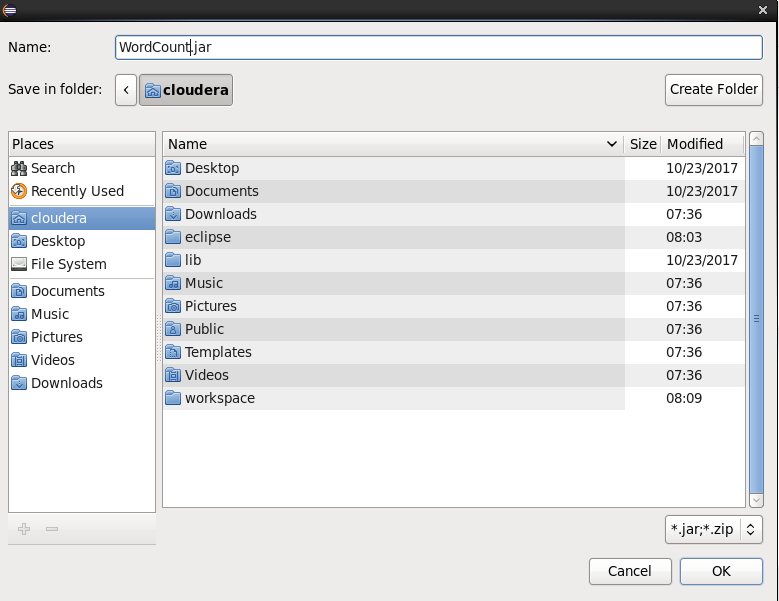 Name: WordCount.jar
Save in folder: < cloudera Create Folder
Places
Search
Recently Used
cloudera
Desktop
File System
Documents
Music
Pictures
Videos
Downloads
Name Size Modified
Desktop 10/23/2017
Documents 10/23/2017
Downloads 07:36
eclipse 08:03
lib 10/23/2017
Music 07:36
Pictures 07:36
Public 07:36
Templates 07:36
Videos 07:36
workspace 08:09
*.jar;*.zip
Cancel OK